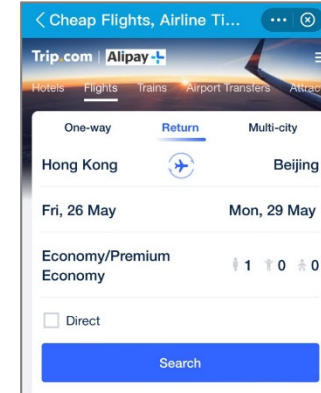 Cheap Flights, Airline Ti...
Trip.com | Alipay+
Hotels Flights Trains Airport Transfers Attrac
One-way Return Multi-city
Hong Kong Beijing
Fri, 26 May Mon, 29 May
Economy/Premium
Economy
1 0 0
Direct
Search